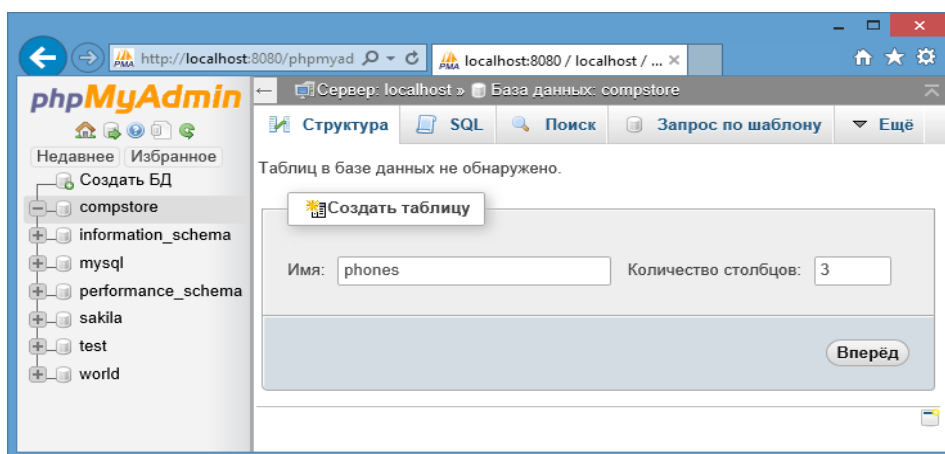 http://localhost:8080/phpmyad
localhost:8080 / localhost / ...
phpMyAdmin
Недавнее Избранное
Создать БД
compstore
information_schema
mysql
performance_schema
sakila
test
world
Сервер: localhost » База данных: compstore
Структура SQL Поиск Запрос по шаблону Ещё
Таблиц в базе данных не обнаружено.
Создать таблицу
Имя: phones Количество столбцов: 3
Вперёд